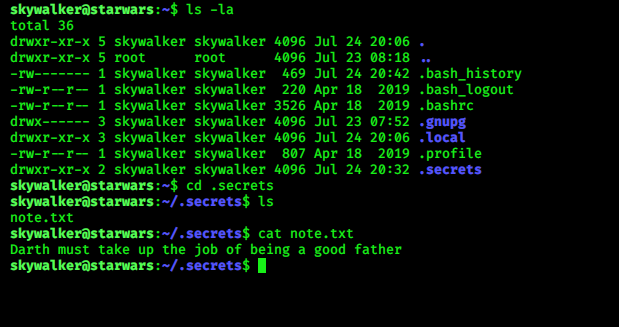 skywalker@starwars:~$ ls -la
total 36
drwxr-xr-x 5 skywalker skywalker 4096 Jul 24 20:06 .
drwxr-xr-x 5 root      root      4096 Jul 23 08:18 ..
-rw------- 1 skywalker skywalker  469 Jul 24 20:42 .bash_history
-rw-r--r-- 1 skywalker skywalker  220 Apr 18  2019 .bash_logout
-rw-r--r-- 1 skywalker skywalker 3526 Apr 18  2019 .bashrc
drwx------ 3 skywalker skywalker 4096 Jul 23 07:52 .gnupg
drwxr-xr-x 3 skywalker skywalker 4096 Jul 24 20:06 .local
-rw-r--r-- 1 skywalker skywalker  807 Apr 18  2019 .profile
drwxr-xr-x 2 skywalker skywalker 4096 Jul 24 20:32 .secrets
skywalker@starwars:~$ cd .secrets
skywalker@starwars:~/.secrets$ ls
note.txt
skywalker@starwars:~/.secrets$ cat note.txt
Darth must take up the job of being a good father
skywalker@starwars:~/.secrets$